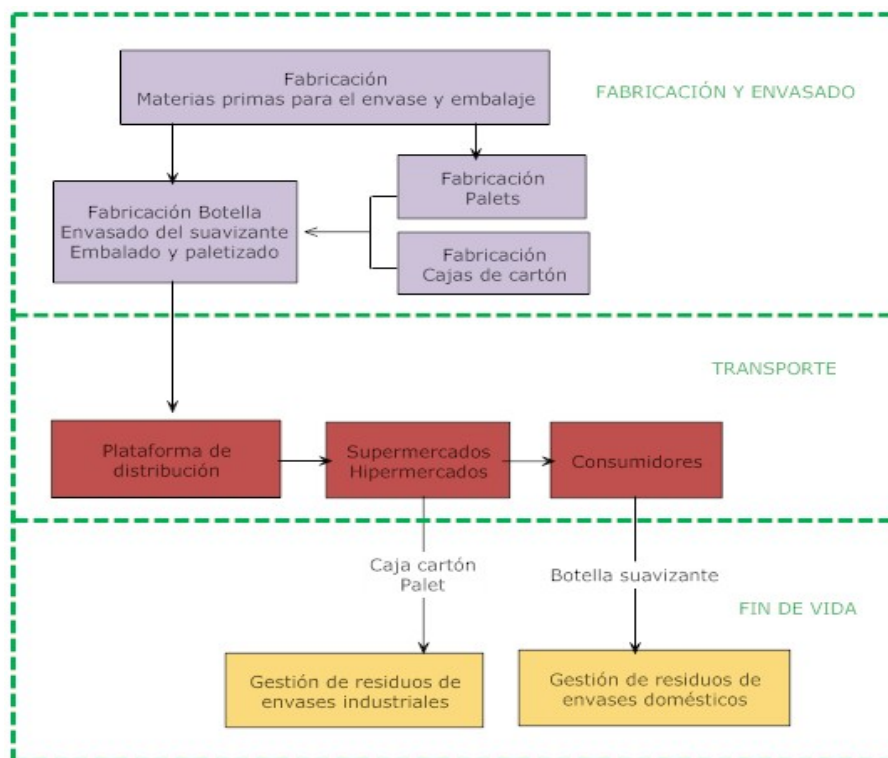 Fabricación
Materias primas para el envase y embalaje
FABRICACIÓN Y ENVASADO
Fabricación
Palets
Fabricación Botella
Envasado del suavizante
Embalado y paletizado
Fabricación
Cajas de cartón
TRANSPORTE
Plataforma de
distribución
Supermercados
Hipermercados
Consumidores
Caja cartón
Palet
Botella suavizante
FIN DE VIDA
Gestión de residuos de
envases industriales
Gestión de residuos de
envases domésticos